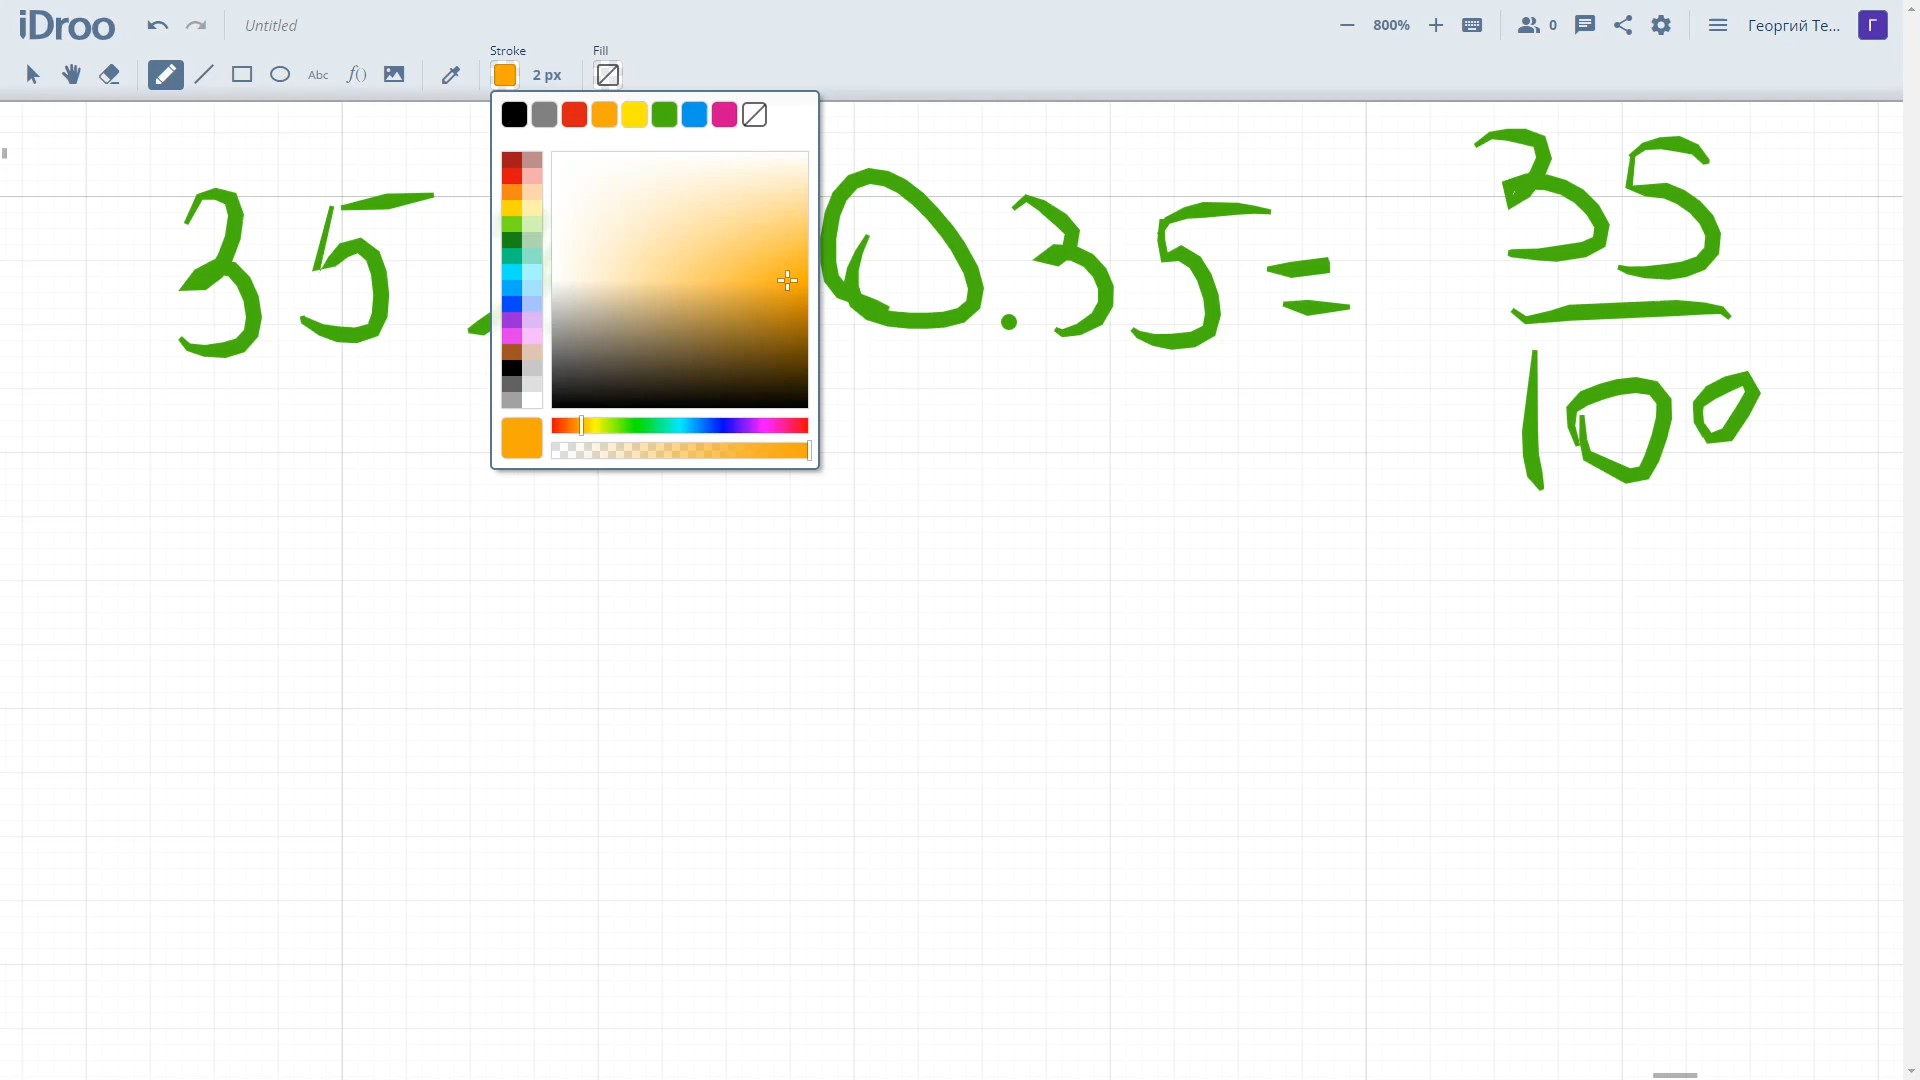 iDroo Untitled 800% 0 Георгий Те... Г
Stroke Fill
Abc f() 2 px
35 0.35 = 35
100